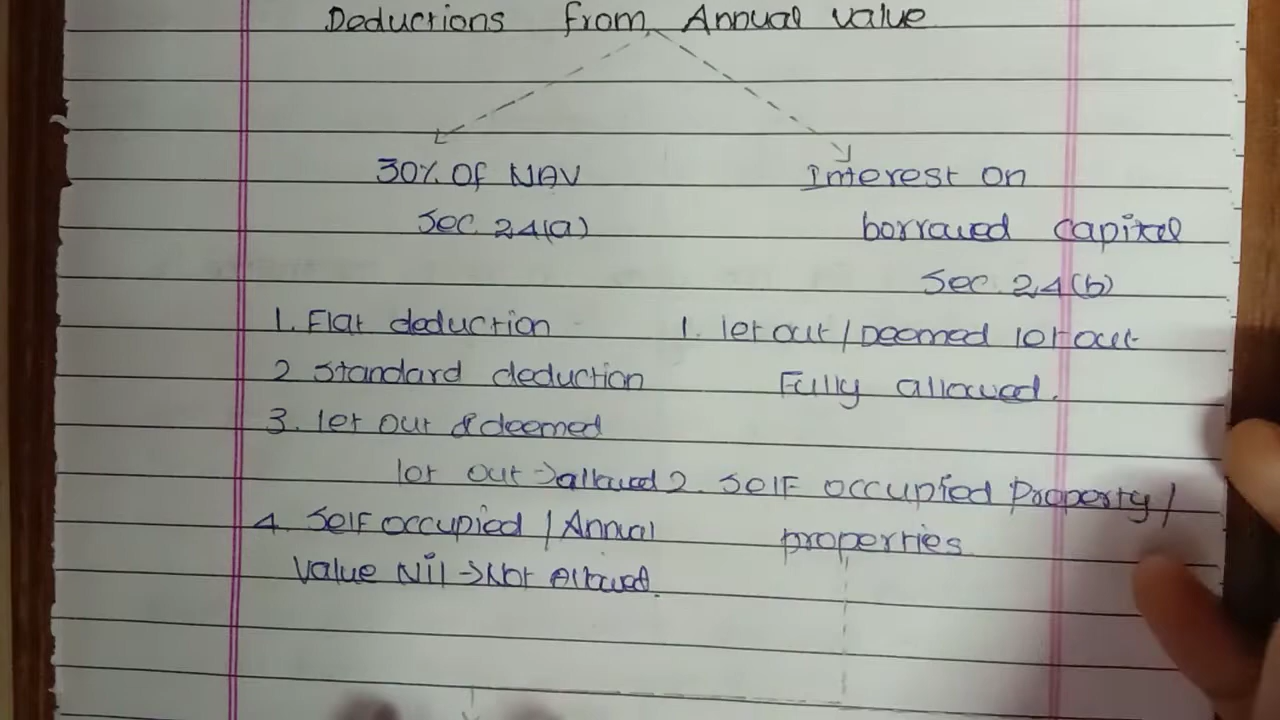 Deductions from Annual value
30% of NAV
Sec 24(a)
Interest on
borrowed capital
Sec 24(b)
1. Flat deduction
2 Standard deduction
3. let out & deemed
let out -> allowed
4. Self occupied / Annual
value Nil -> Not Allowed.
1. let out / Deemed let out
Fully allowed.
2. Self occupied Property/
properties